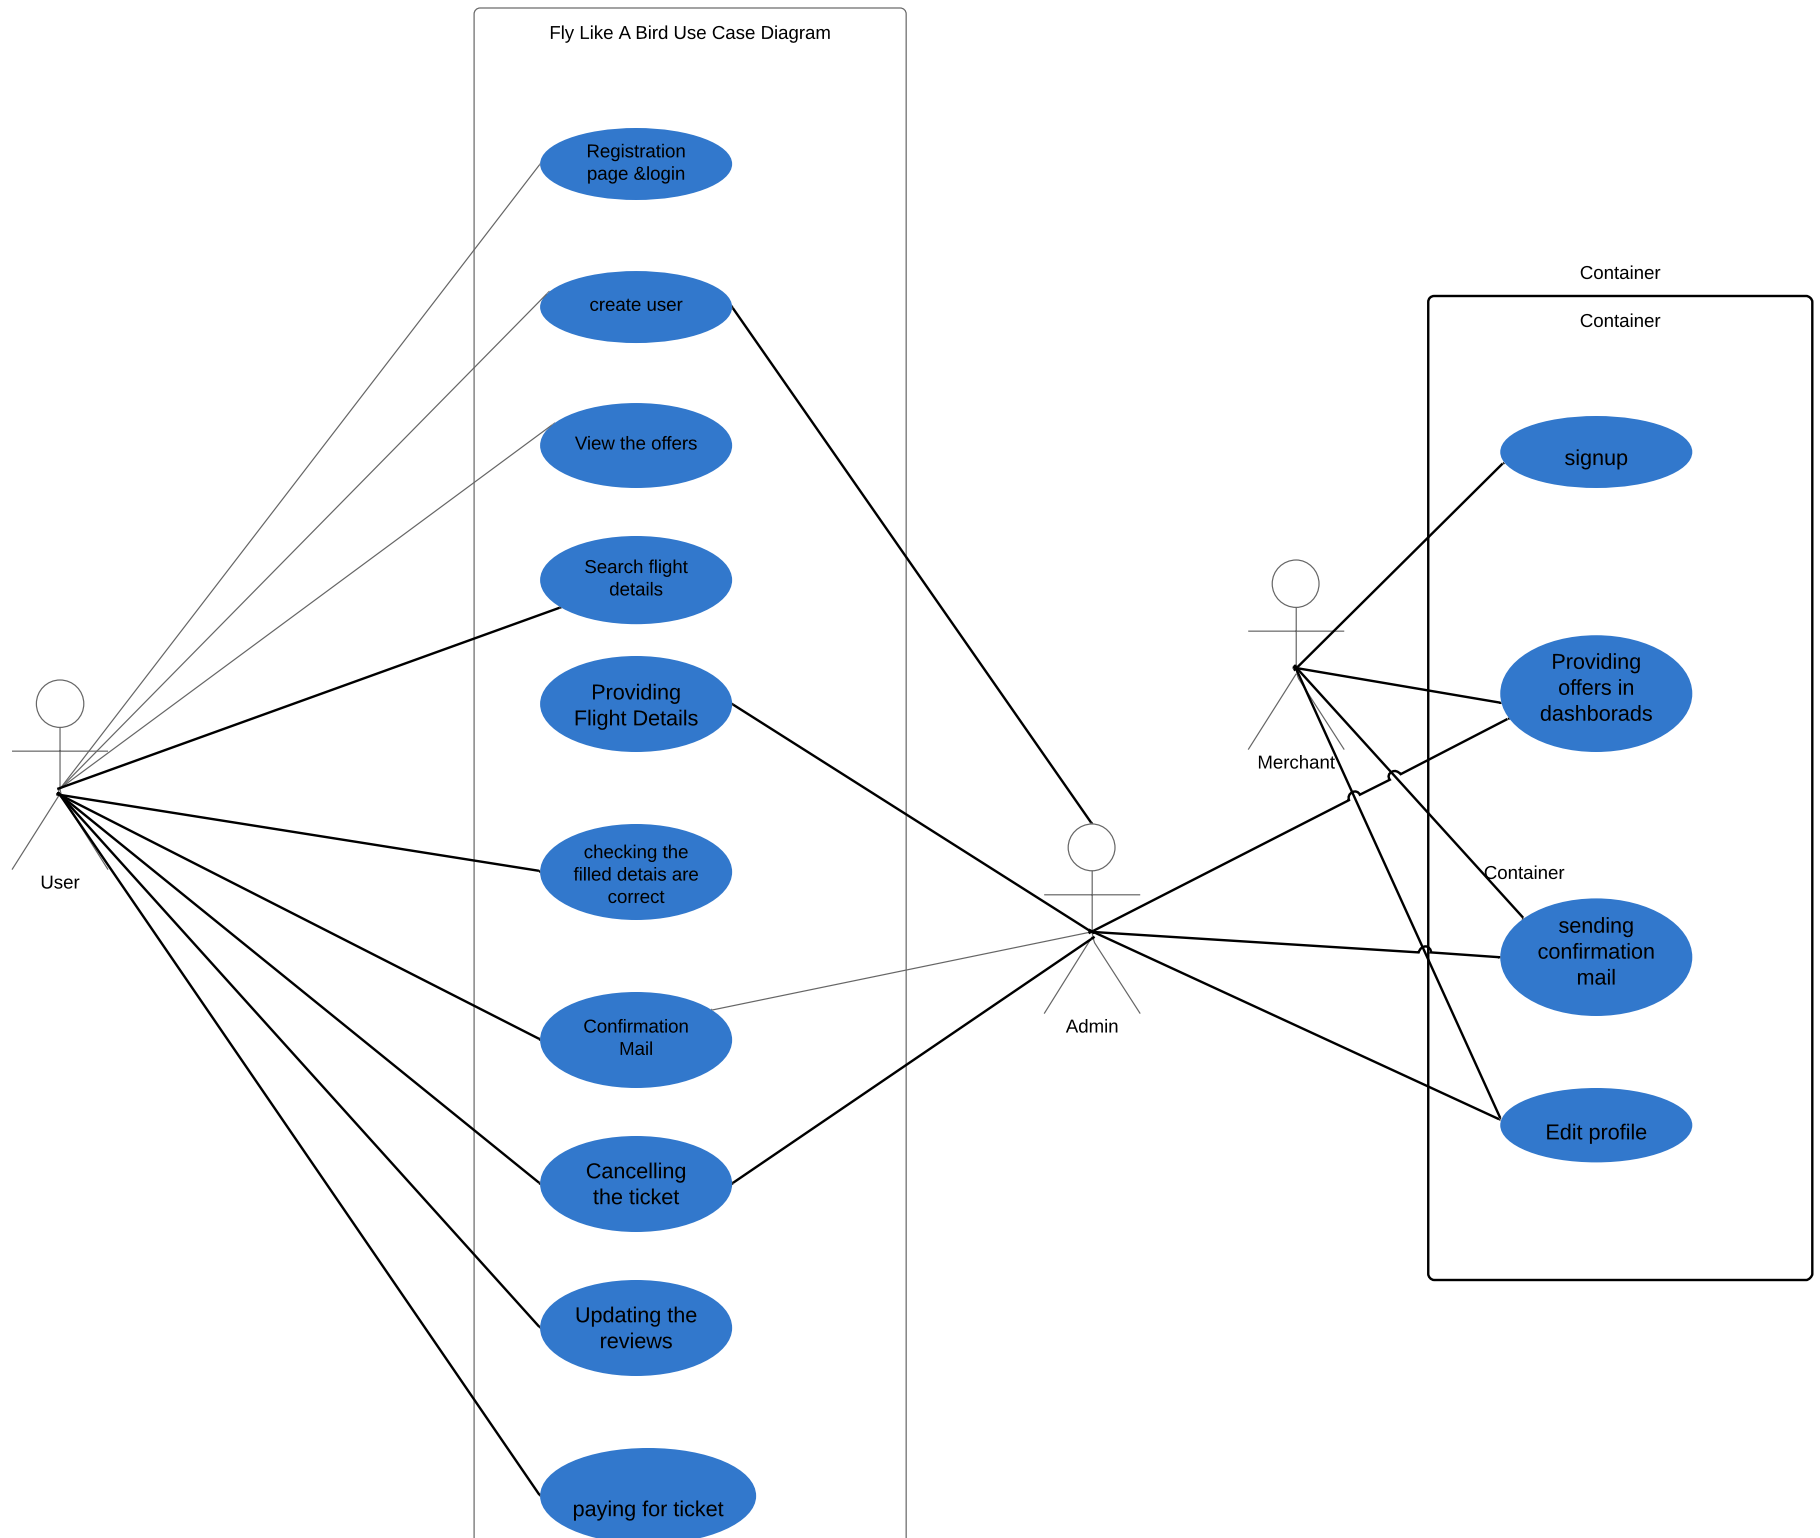 Fly Like A Bird Use Case Diagram
Registration
page &login
create user
View the offers
Search flight
details
Providing
Flight Details
checking the
filled detais are
correct
Confirmation
Mail
Cancelling
the ticket
Updating the
reviews
paying for ticket
User
Admin
Merchant
Container
Container
signup
Providing
offers in
dashborads
Container
sending
confirmation
mail
Edit profile